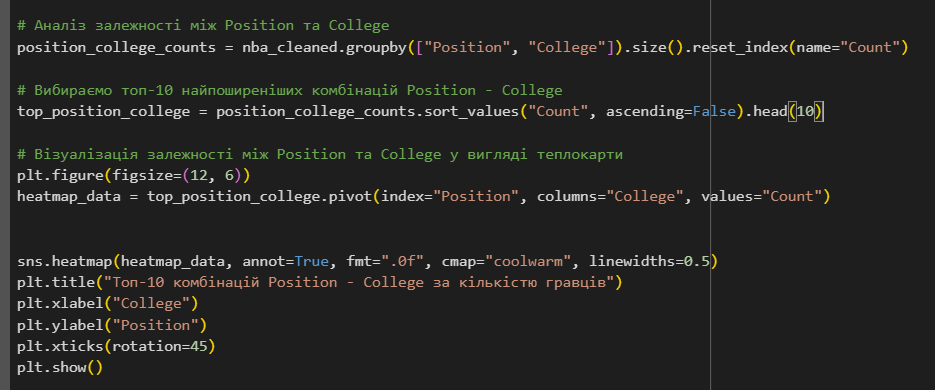 # Аналіз залежності між Position та College
position_college_counts = nba_cleaned.groupby(["Position", "College"]).size().reset_index(name="Count")
# Вибираємо топ-10 найпоширеніших комбінацій Position - College
top_position_college = position_college_counts.sort_values("Count", ascending=False).head(10)
# Візуалізація залежності між Position та College у вигляді теплокарти
plt.figure(figsize=(12, 6))
heatmap_data = top_position_college.pivot(index="Position", columns="College", values="Count")
sns.heatmap(heatmap_data, annot=True, fmt=".0f", cmap="coolwarm", linewidths=0.5)
plt.title("Топ-10 комбінацій Position - College за кількістю гравців")
plt.xlabel("College")
plt.ylabel("Position")
plt.xticks(rotation=45)
plt.show()